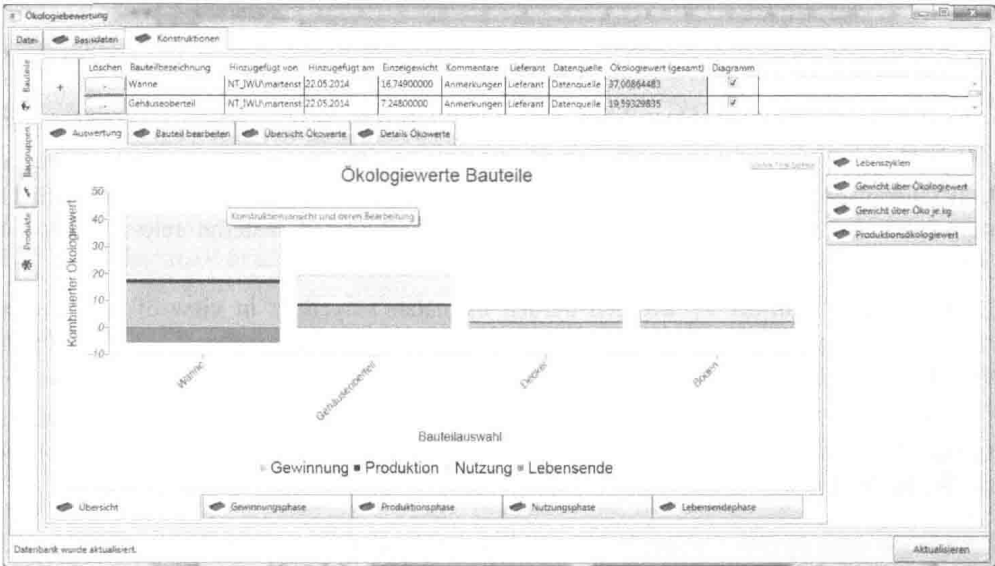 Ökologiebewertung
Datei Basisdaten Konstruktionen
Bauteile
Baugruppen
Produkte
Löschen Bauteilbezeichnung Hinzugefügt von Hinzugefügt am Einzelgewicht Kommentare Lieferant Datenquelle Ökologiewert (gesamt) Diagramm
+ - Wanne NT_IWU\martenst 22.05.2014 16,74900000 Anmerkungen Lieferant Datenquelle 37,00864483
- Gehäuseoberteil NT_IWU\martenst 22.05.2014 7,24800000 Anmerkungen Lieferant Datenquelle 19,59329835
Auswertung Bauteil bearbeiten Übersicht Ökowerte Details Ökowerte
Ökologiewerte Bauteile
Konstruktionsansicht und deren Bearbeitung
Kombinierter Ökologiewert
50
40
30
20
10
0
-10
Wanne Gehäuseoberteil Deckel Boden
Bauteilauswahl
Gewinnung Produktion Nutzung Lebensende
Lebenszyklen
Gewicht über Ökologiewert
Gewicht über Öko je kg
Produktionsökologiewert
Übersicht Gewinnungsphase Produktionsphase Nutzungsphase Lebensendephase
Datenbank wurde aktualisiert.
Aktualisieren